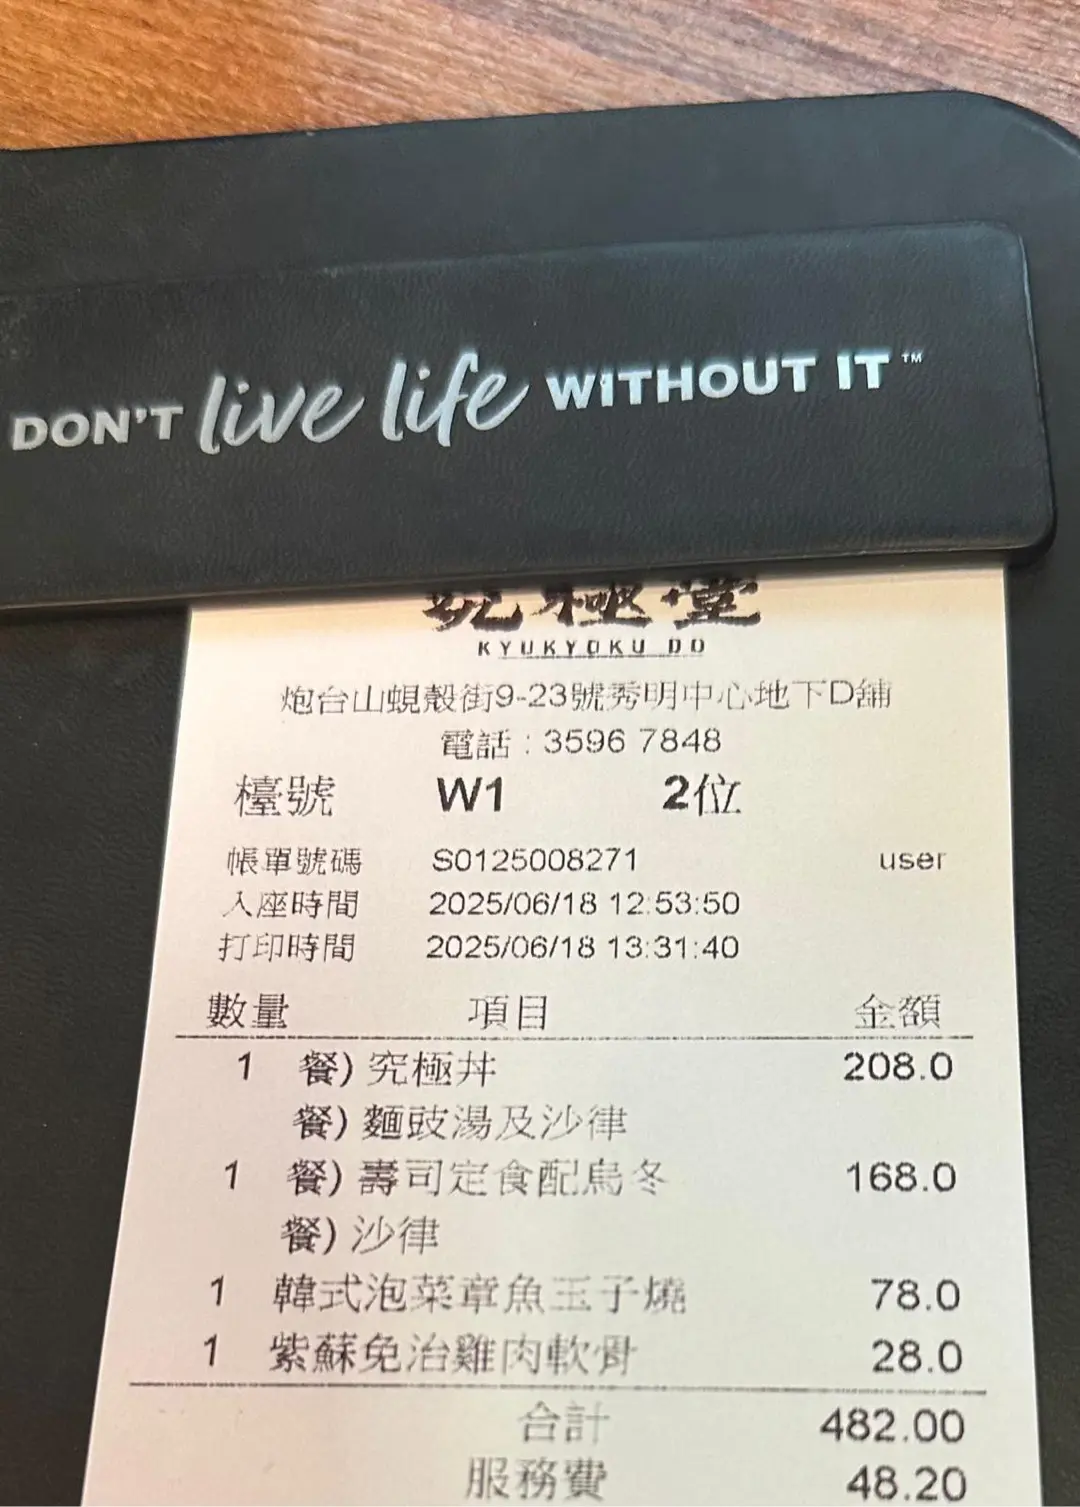 DON'T live life WITHOUT IT™
究極堂
KYUKYOKU DO
炮台山蜆殼街9-23號秀明中心地下D舖
電話：3596 7848
檯號 W1 2位
帳單號碼 S0125008271 user
入座時間 2025/06/18 12:53:50
打印時間 2025/06/18 13:31:40
數量 項目 金額
1 餐) 究極丼 208.0
餐) 麵豉湯及沙律
1 餐) 壽司定食配烏冬 168.0
餐) 沙律
1 韓式泡菜章魚玉子燒 78.0
1 紫蘇免治雞肉軟骨 28.0
合計 482.00
服務費 48.20